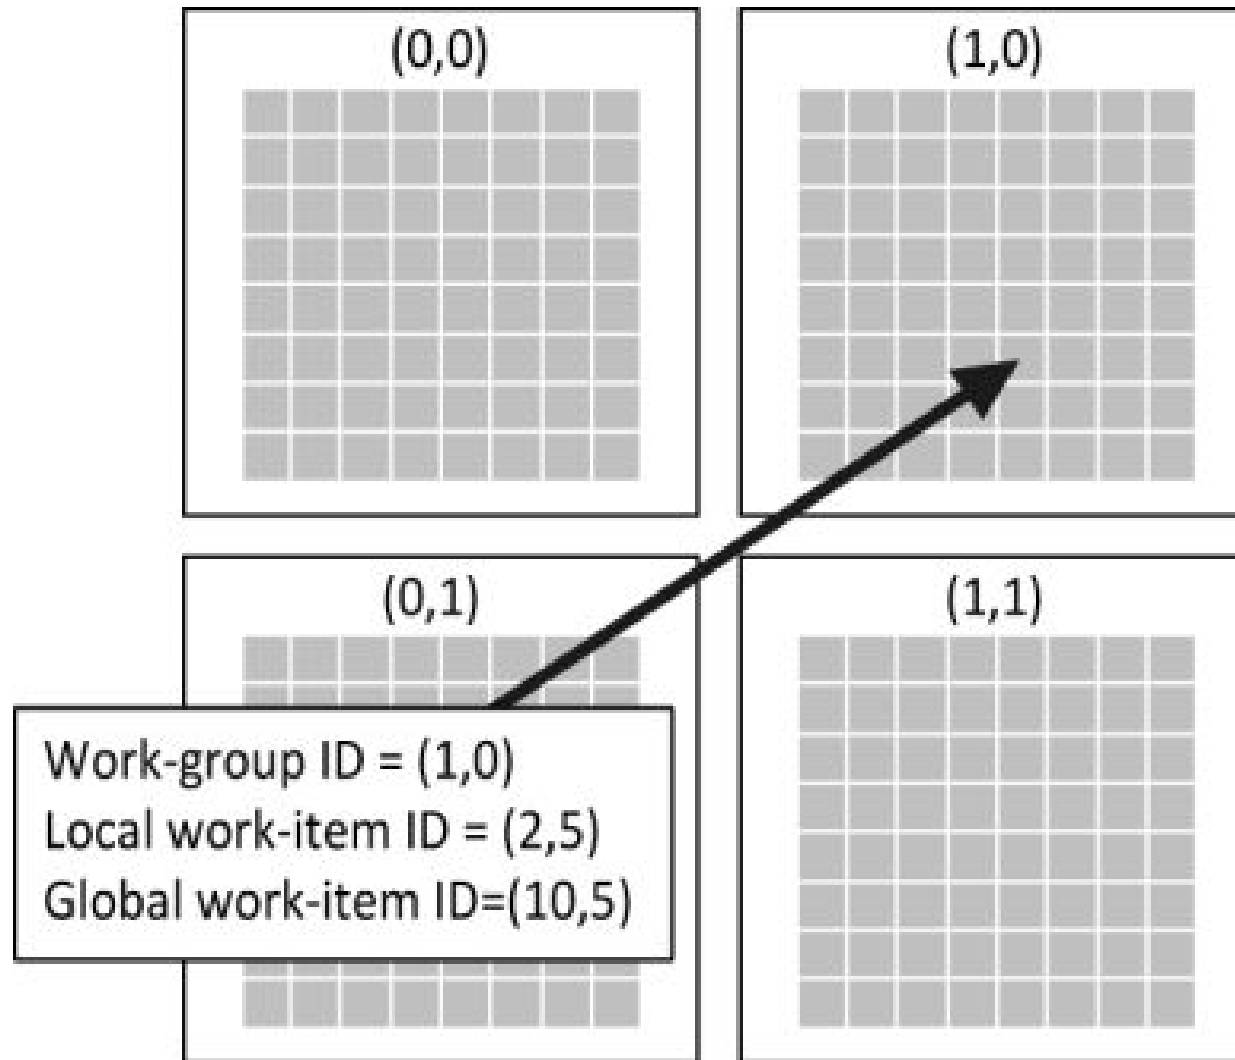 (0,0)
(1,0)
(0,1)
(1,1)
Work-group ID = (1,0)
Local work-item ID = (2,5)
Global work-item ID=(10,5)